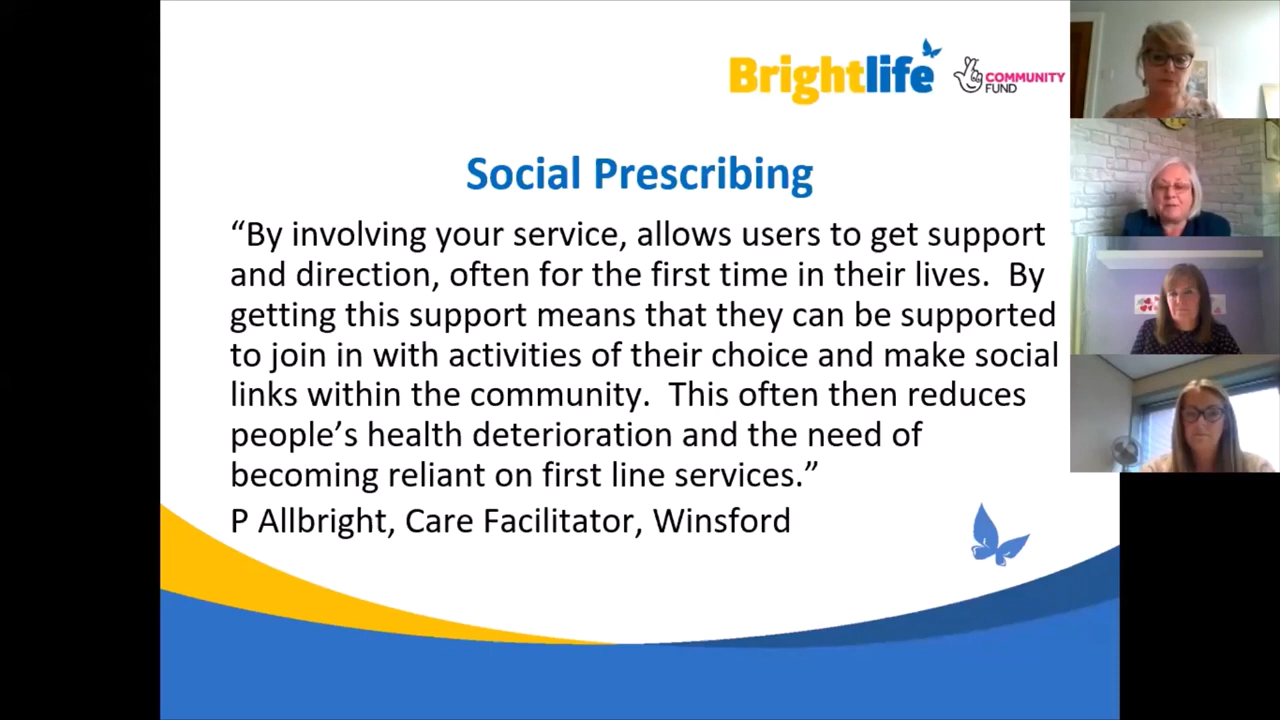 Brightlife
COMMUNITY
FUND
Social Prescribing
“By involving your service, allows users to get support
and direction, often for the first time in their lives.  By
getting this support means that they can be supported
to join in with activities of their choice and make social
links within the community.  This often then reduces
people’s health deterioration and the need of
becoming reliant on first line services.”
P Allbright, Care Facilitator, Winsford